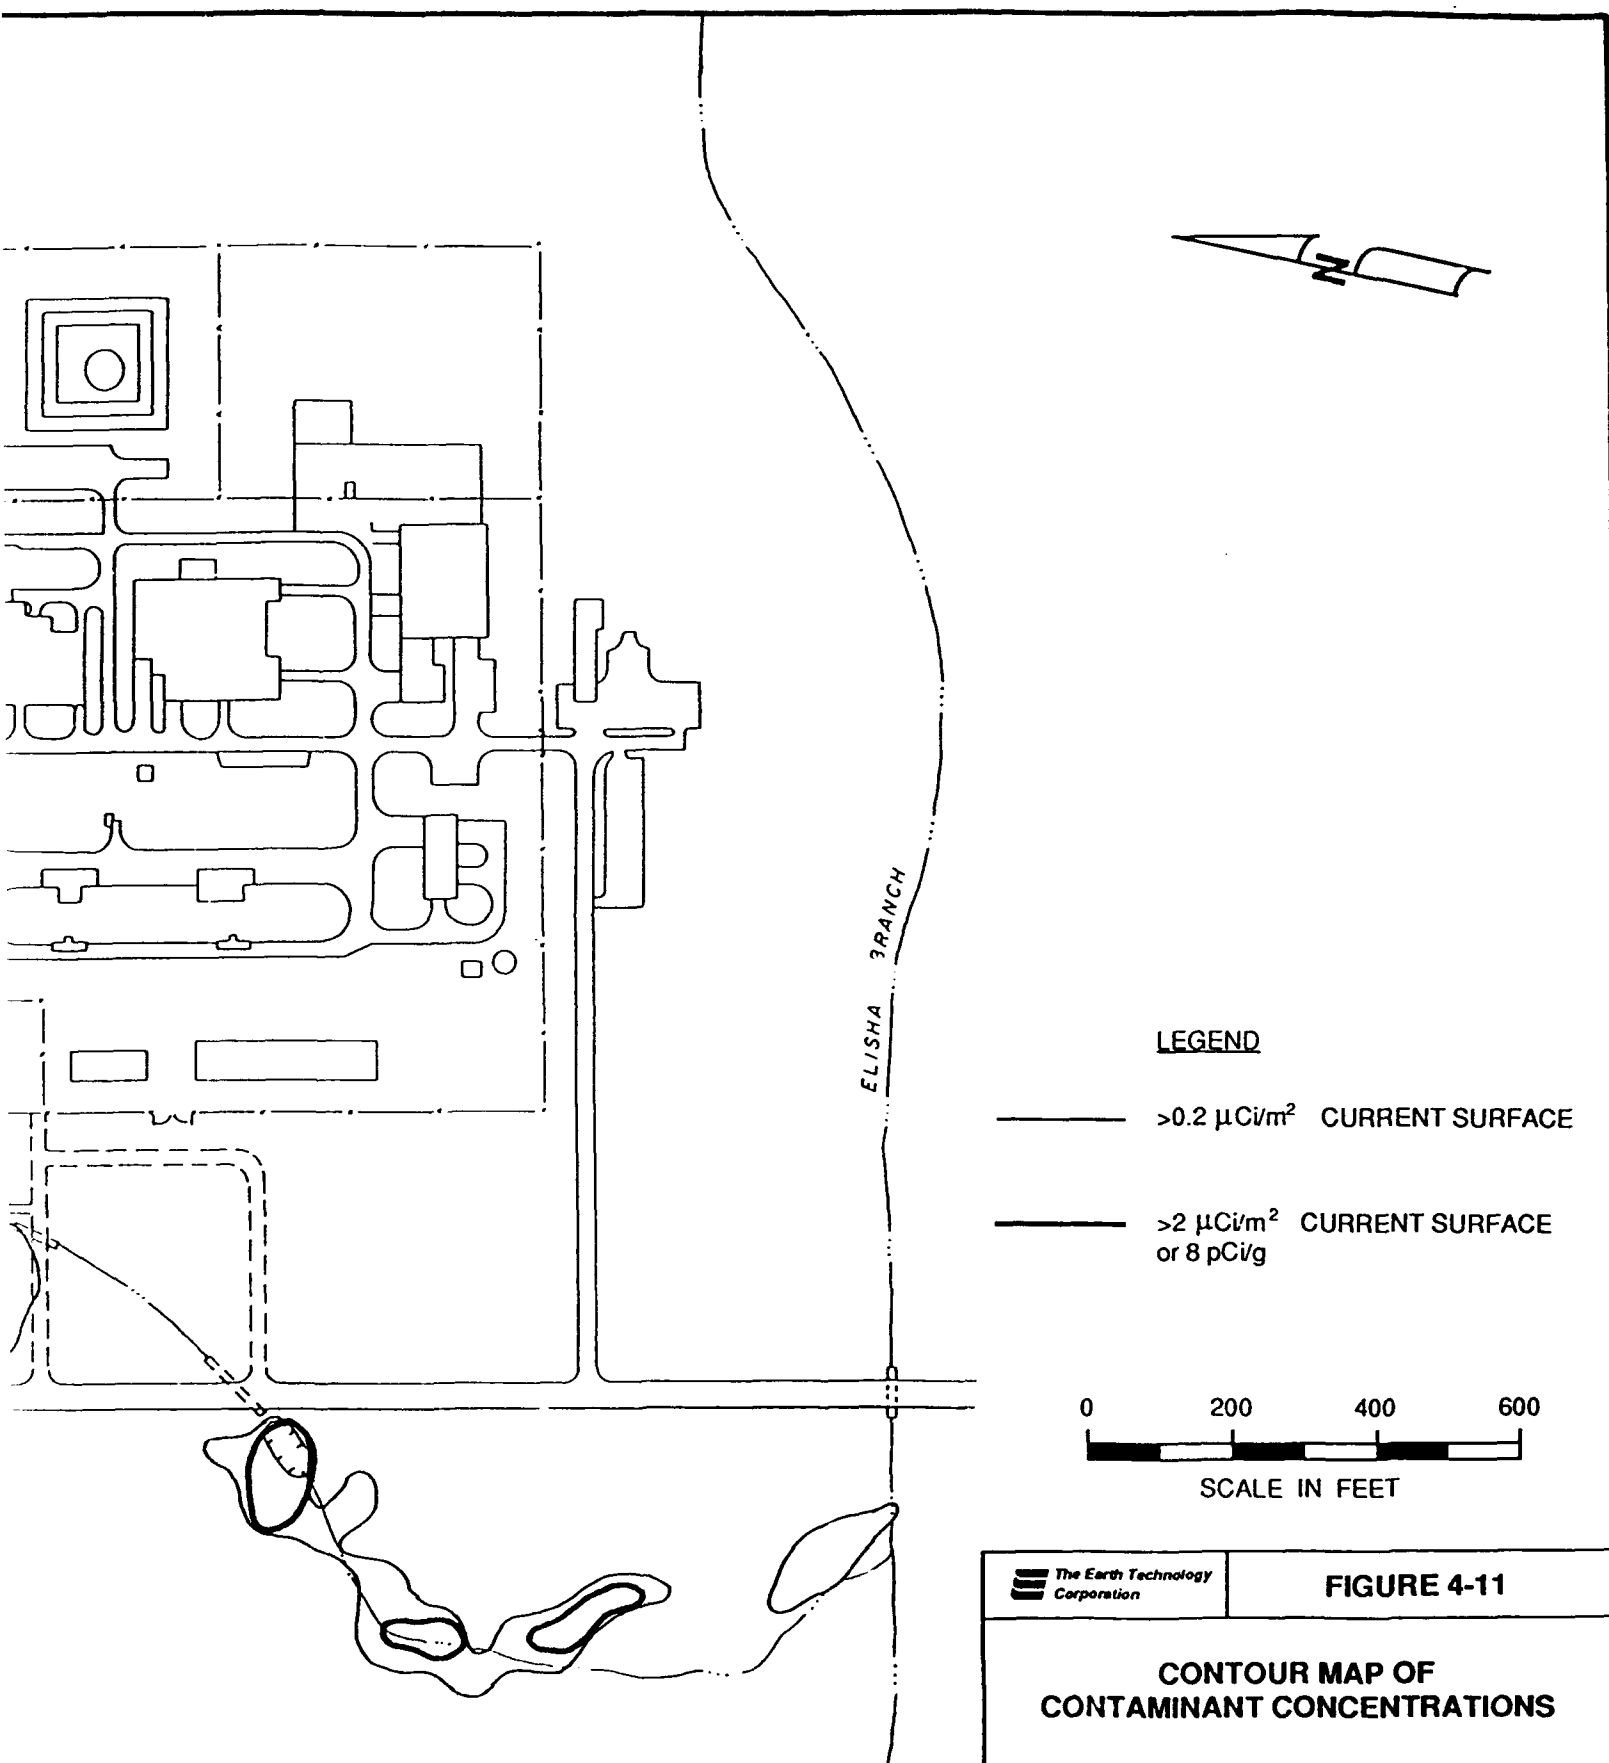 N
ELISHA BRANCH
LEGEND
>0.2 µCi/m² CURRENT SURFACE
>2 µCi/m² CURRENT SURFACE
or 8 pCi/g
0 200 400 600
SCALE IN FEET
The Earth Technology
Corporation
FIGURE 4-11
CONTOUR MAP OF
CONTAMINANT CONCENTRATIONS